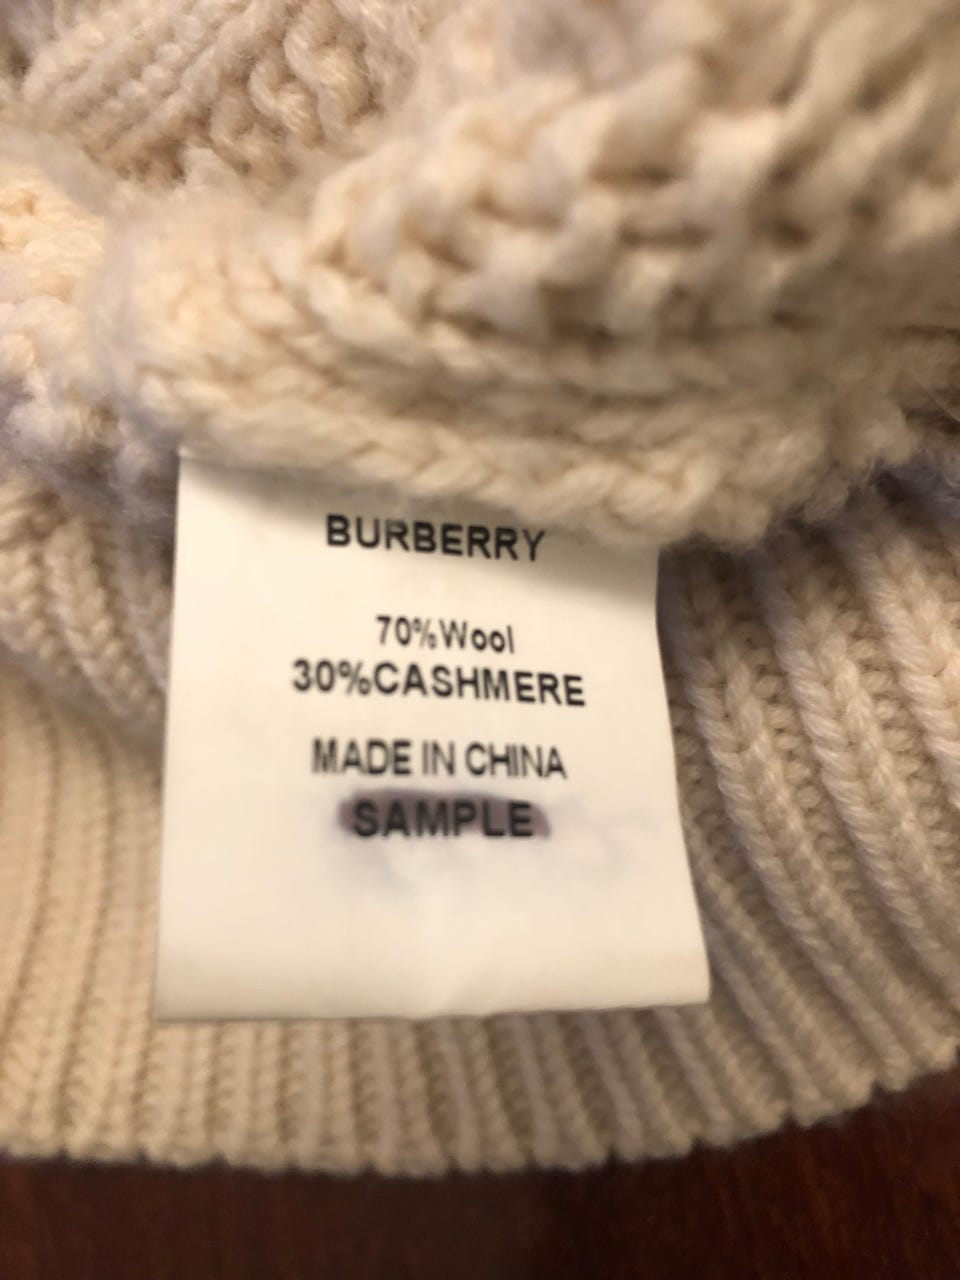 BURBERRY
70%Wool
30%CASHMERE
MADE IN CHINA
SAMPLE